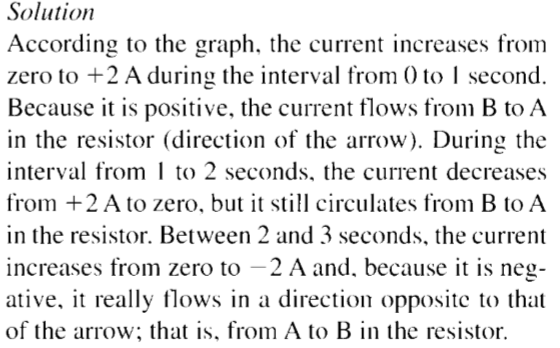 Solution
According to the graph, the current increases from
zero to +2 A during the interval from 0 to 1 second.
Because it is positive, the current flows from B to A
in the resistor (direction of the arrow). During the
interval from 1 to 2 seconds, the current decreases
from +2 A to zero, but it still circulates from B to A
in the resistor. Between 2 and 3 seconds, the current
increases from zero to −2 A and, because it is neg-
ative, it really flows in a direction opposite to that
of the arrow; that is, from A to B in the resistor.